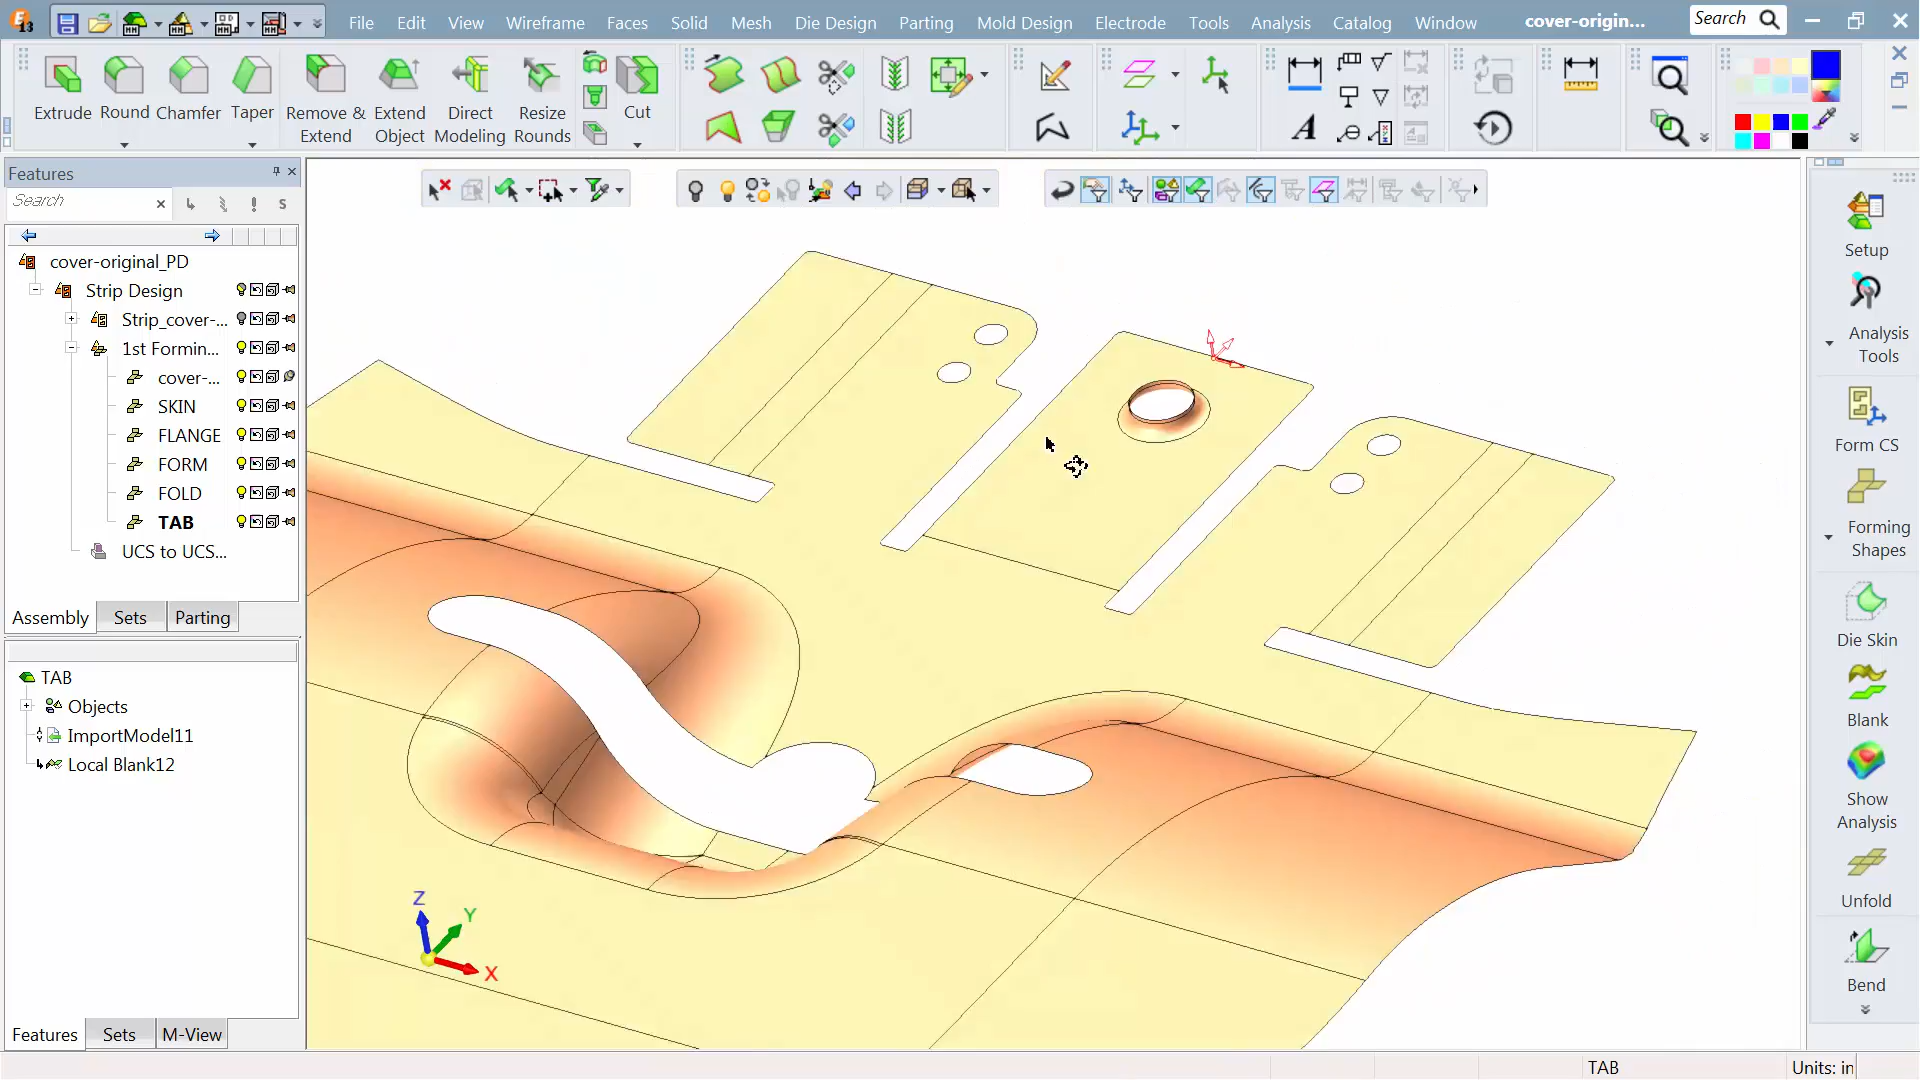 File Edit View Wireframe Faces Solid Mesh Die Design Parting Mold Design Electrode Tools Analysis Catalog Window cover-origin... Search
Extrude Round Chamfer Taper Remove & Extend Extend Object Direct Modeling Resize Rounds Cut
A
Features
Search
S
cover-original_PD
Strip Design
Strip_cover-...
1st Formin...
cover-...
SKIN
FLANGE
FORM
FOLD
TAB
UCS to UCS...
Assembly Sets Parting
TAB
Objects
ImportModel11
Local Blank12
Features Sets M-View
Z
Y
X
Setup
Analysis
Tools
Form CS
Forming
Shapes
Die Skin
Blank
Show
Analysis
Unfold
Bend
TAB Units: in